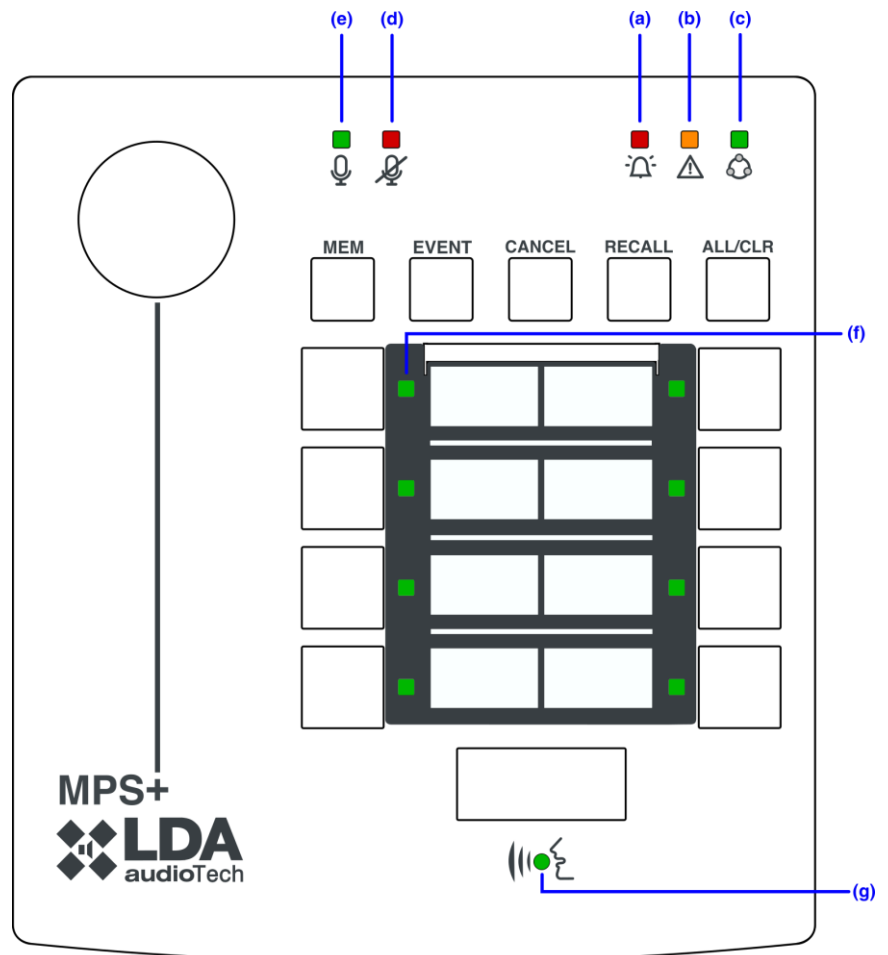 (e) (d) (a) (b) (c)
MEM EVENT CANCEL RECALL ALL/CLR
(f)
MPS+
LDA
audioTech
(g)